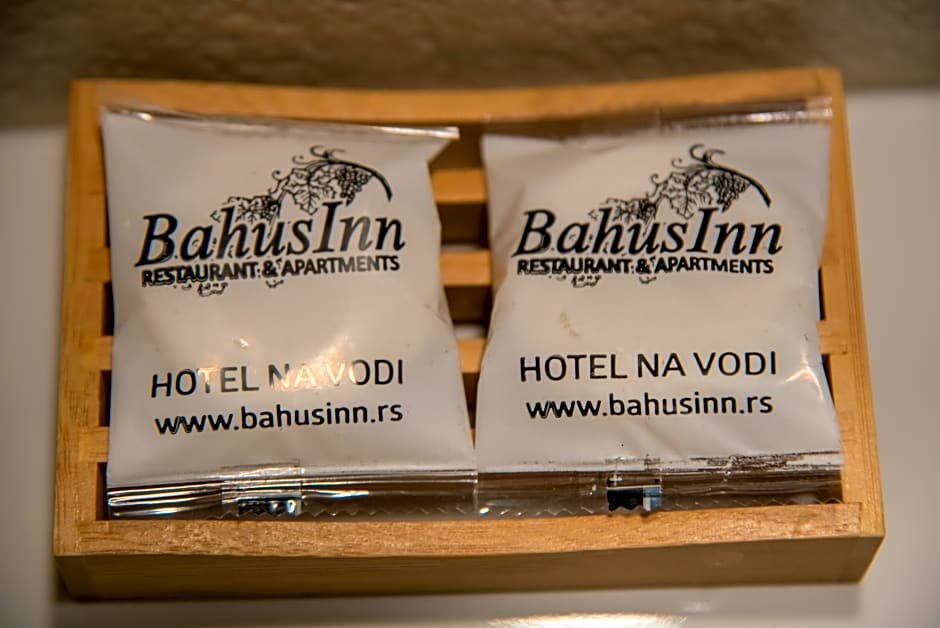 BahusInn
RESTAURANT & APARTMENTS
HOTEL NA VODI
www.bahusinn.rs
BahusInn
RESTAURANT & APARTMENTS
HOTEL NA VODI
www.bahusinn.rs